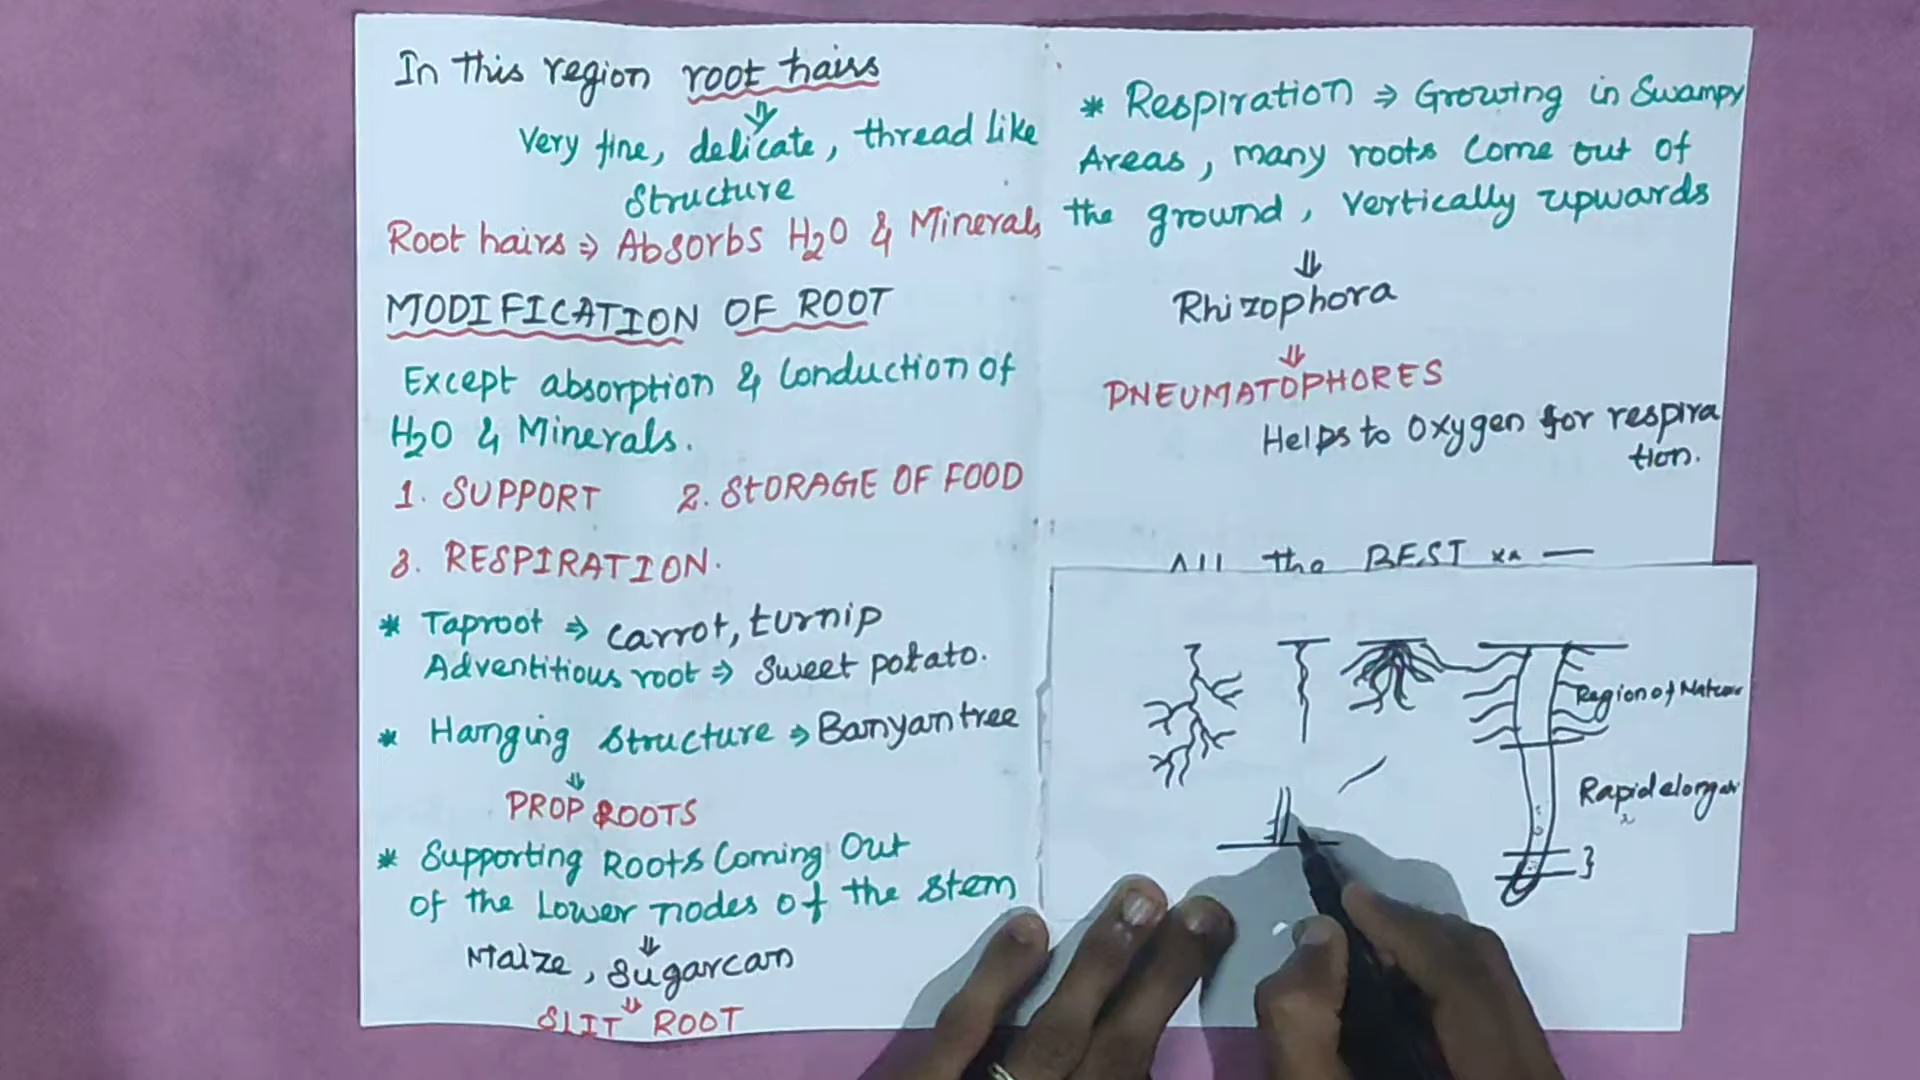 In this region root hairs
⇓
Very fine, delicate, thread like
Structure
Root hairs ⇒ Absorbs H2O & Minerals
MODIFICATION OF ROOT
Except absorption & Conduction of
H2O & Minerals.
1. SUPPORT 2. STORAGE OF FOOD
3. RESPIRATION.
* Taproot ⇒ carrot, turnip
Adventitious root ⇒ Sweet potato.
* Hanging Structure ⇒ Banyan tree
⇓
PROP ROOTS
* Supporting Roots Coming Out
of the Lower nodes of the Stem
⇓
Maize, Sugarcan
⇓
SLIT ROOT
* Respiration ⇒ Growing in Swampy
Areas, many roots Come out of
the ground, Vertically upwards
⇓
Rhizophora
⇓
PNEUMATOPHORES
Helps to Oxygen for respira
tion.
All the BEST
Region of
Rapid